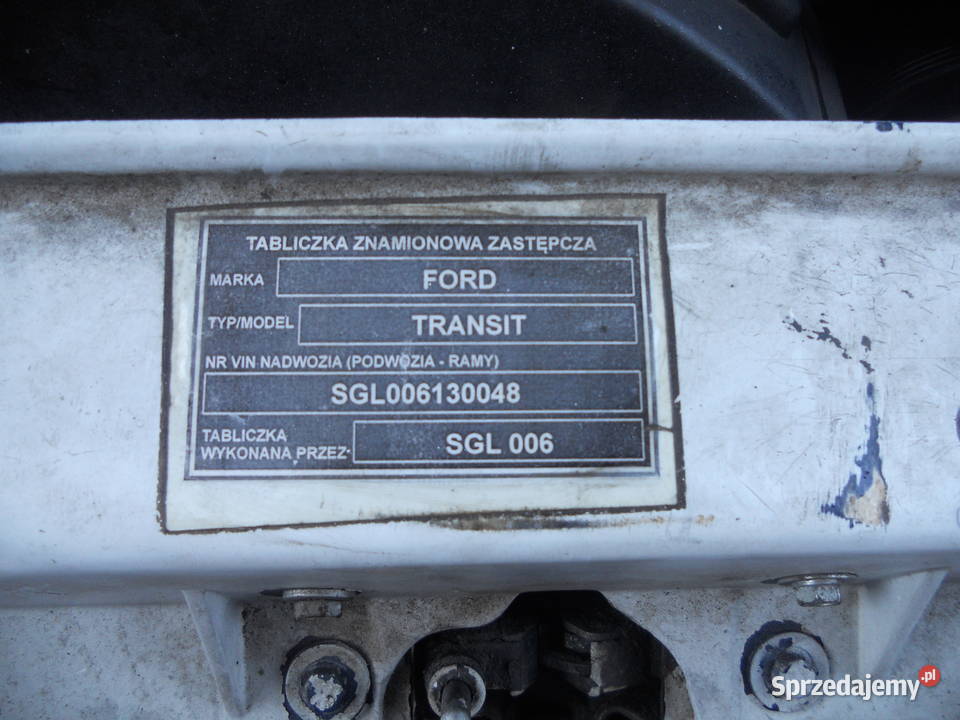 TABLICZKA ZNAMIONOWA ZASTĘPCZA
MARKA FORD
TYP/MODEL TRANSIT
NR VIN NADWOZIA (PODWOZIA - RAMY)
SGL006130048
TABLICZKA
WYKONANA PRZEZ SGL 006
Sprzedajemy.pl